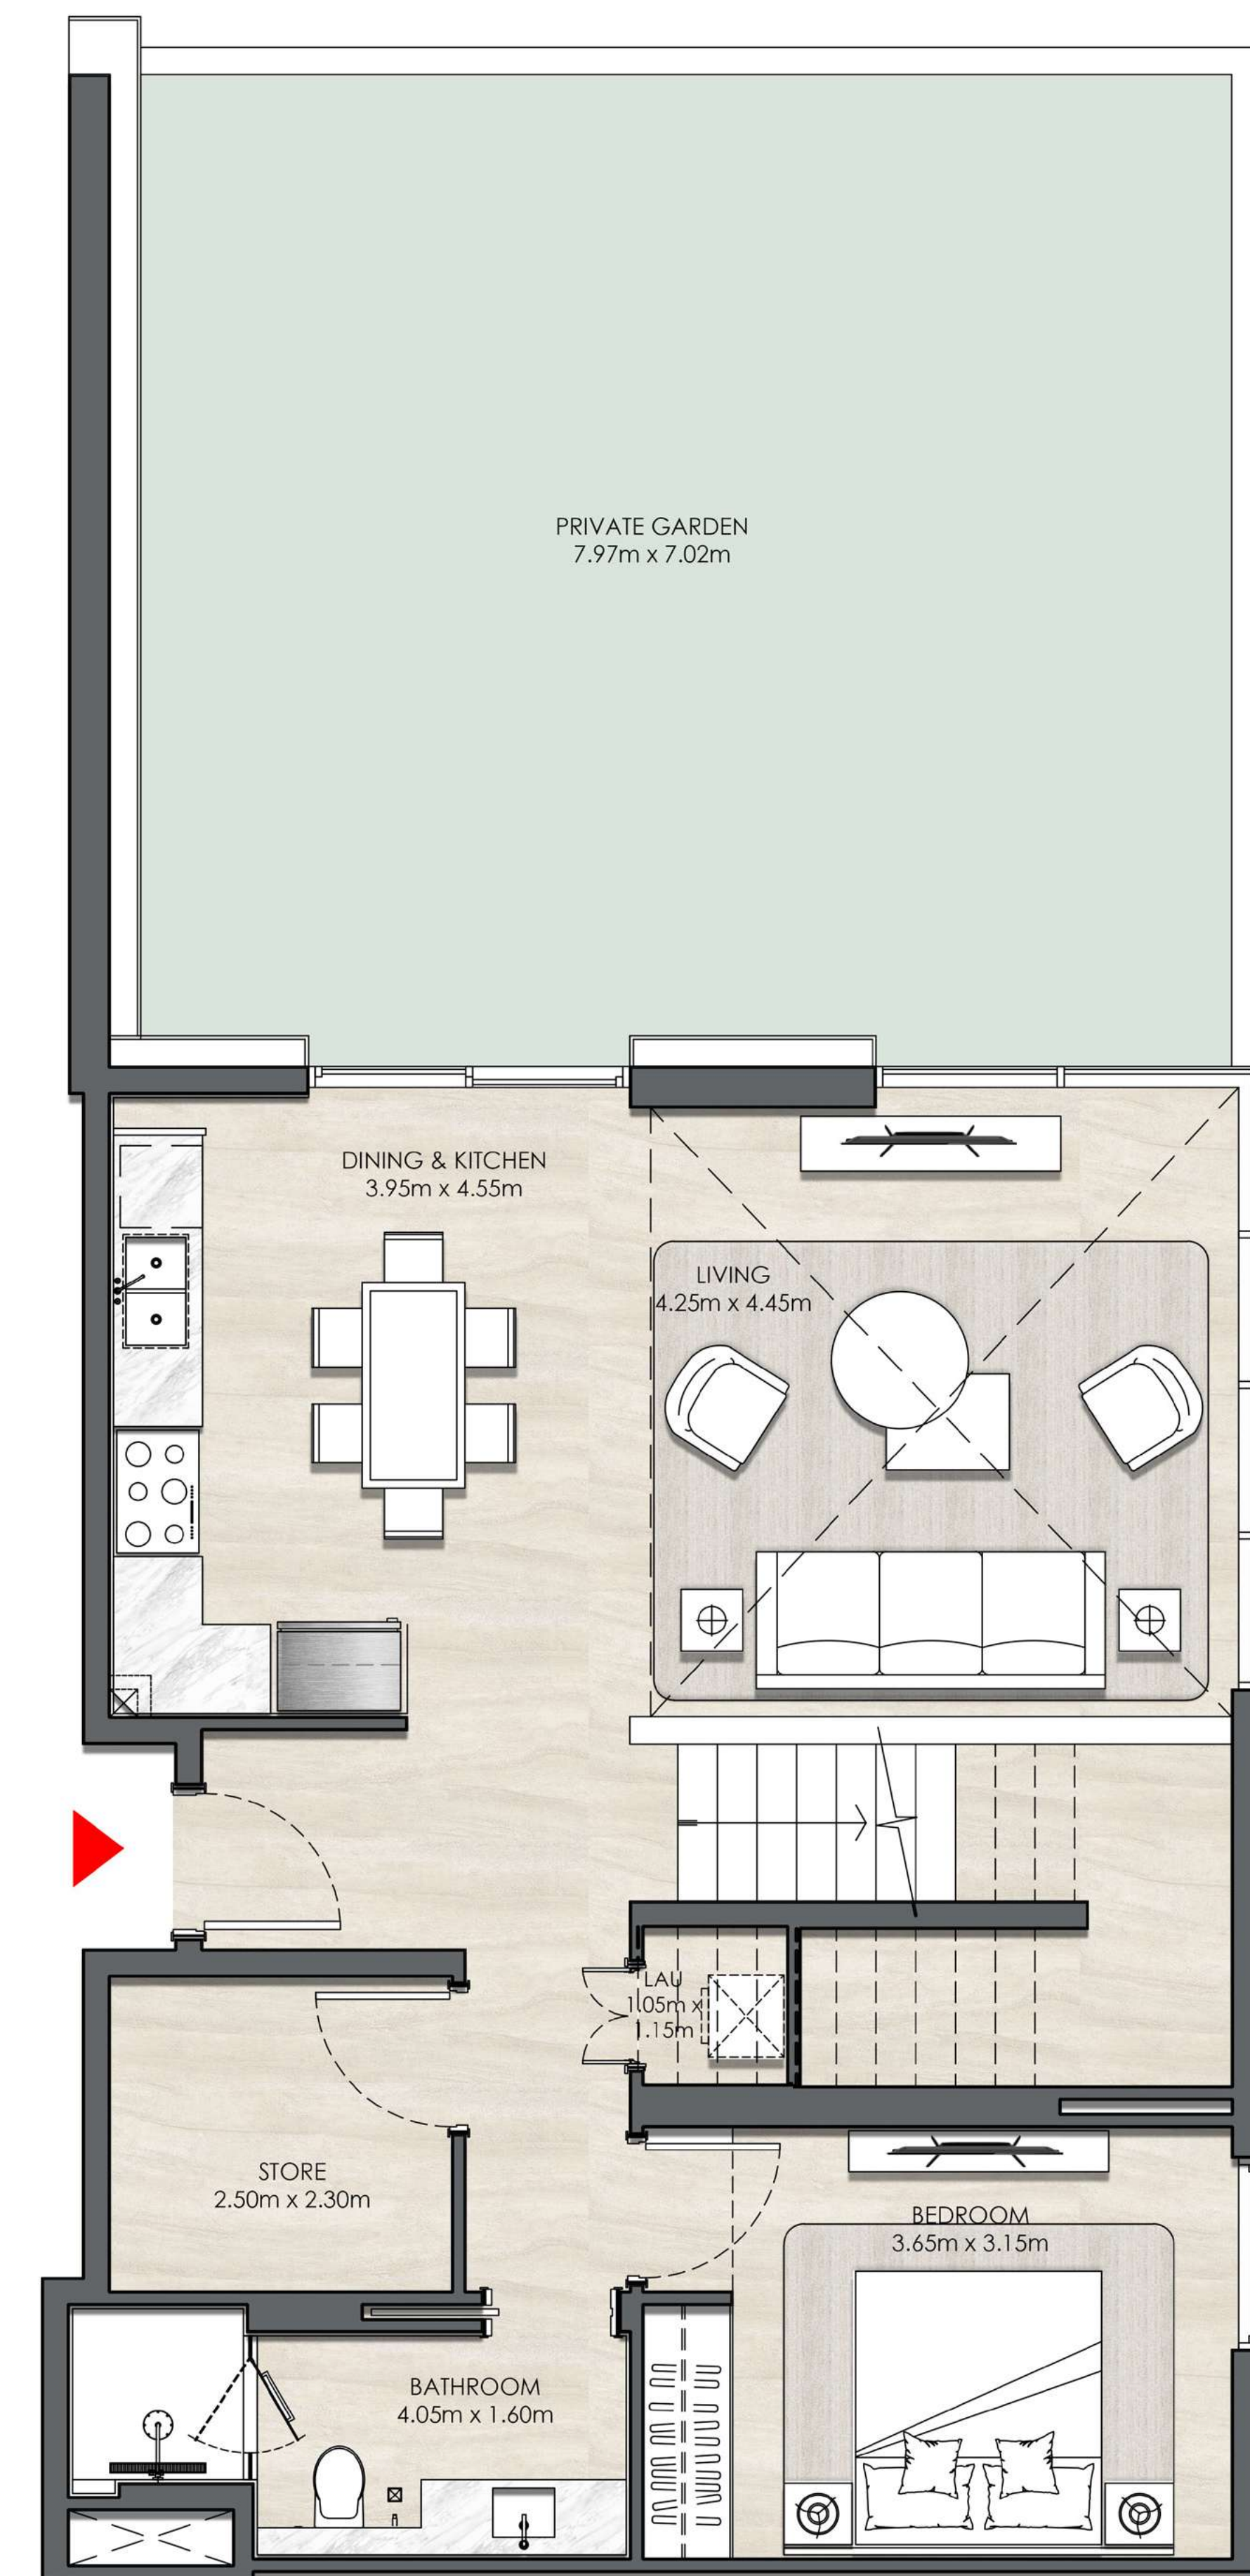 PRIVATE GARDEN
7.97m x 7.02m
DINING & KITCHEN
3.95m x 4.55m
LIVING
4.25m x 4.45m
LAU
1.05m x
1.15m
STORE
2.50m x 2.30m
BEDROOM
3.65m x 3.15m
BATHROOM
4.05m x 1.60m